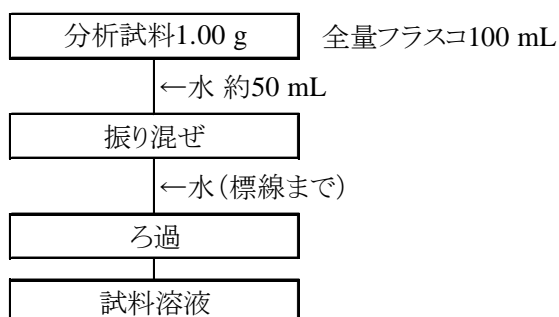 分析試料1.00 g 全量フラスコ100 mL
←水 約50 mL
振り混ぜ
←水（標線まで）
ろ過
試料溶液